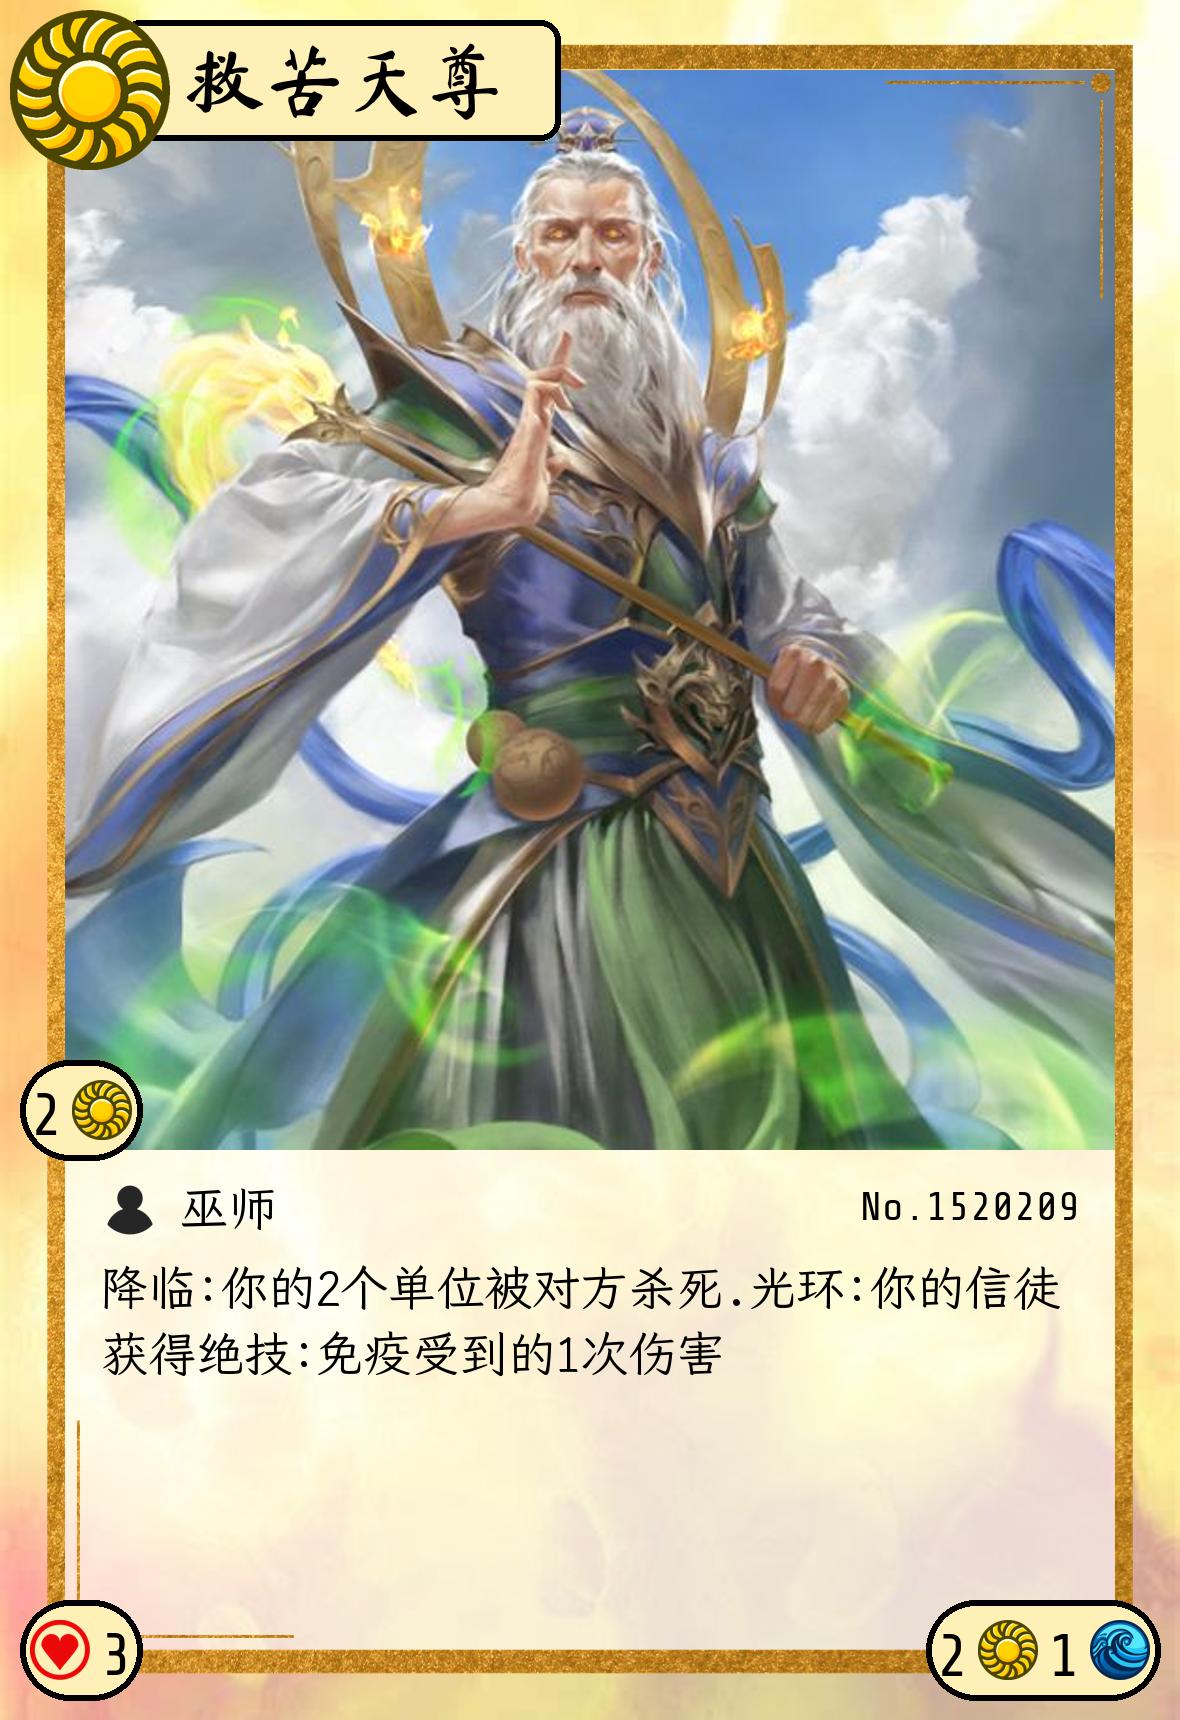 救苦天尊
2
巫师
No.1520209
降临:你的2个单位被对方杀死.光环:你的信徒
获得绝技:免疫受到的1次伤害
3
2 1